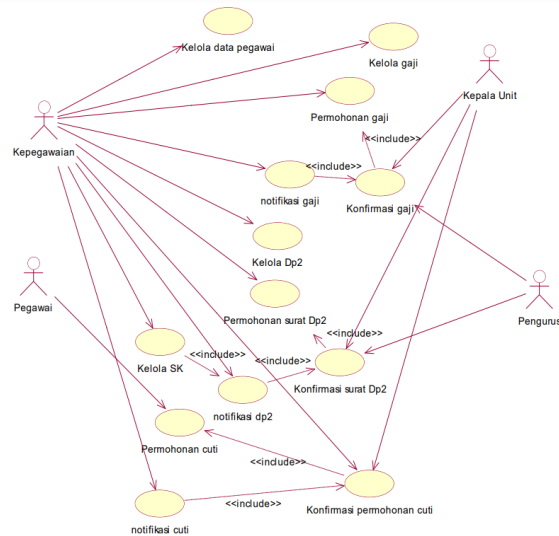 Kelola data pegawai
Kelola gaji
Kepala Unit
Permohonan gaji
<<include>>
Kepegawaian
<<include>>
notifikasi gaji
Konfirmasi gaji
Kelola Dp2
Pegawai
Permohonan surat Dp2
Pengurus
<<include>>
<<include>>
<<include>>
Kelola SK
Konfirmasi surat Dp2
notifikasi dp2
Permohonan cuti
<<include>>
<<include>>
Konfirmasi permohonan cuti
notifikasi cuti